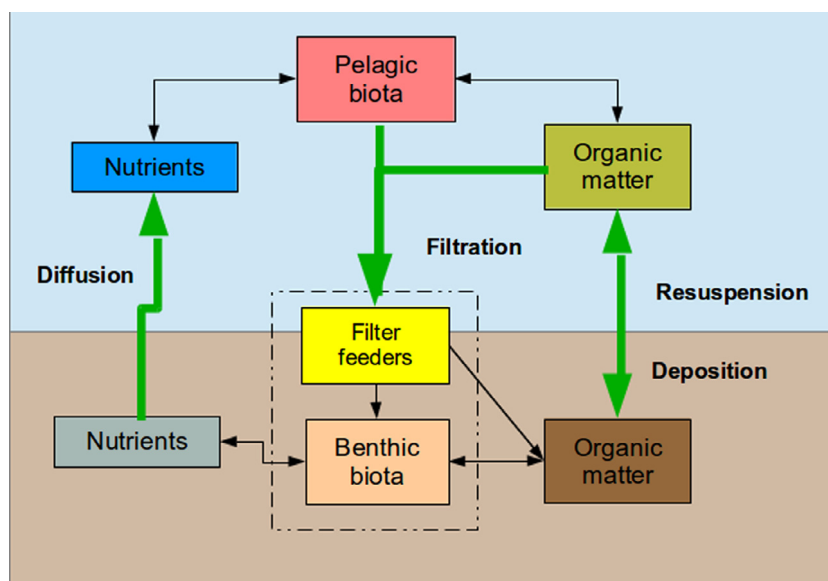 Pelagic
biota
Nutrients
Organic
matter
Filtration
Diffusion
Resuspension
Filter
feeders
Deposition
Nutrients
Benthic
biota
Organic
matter